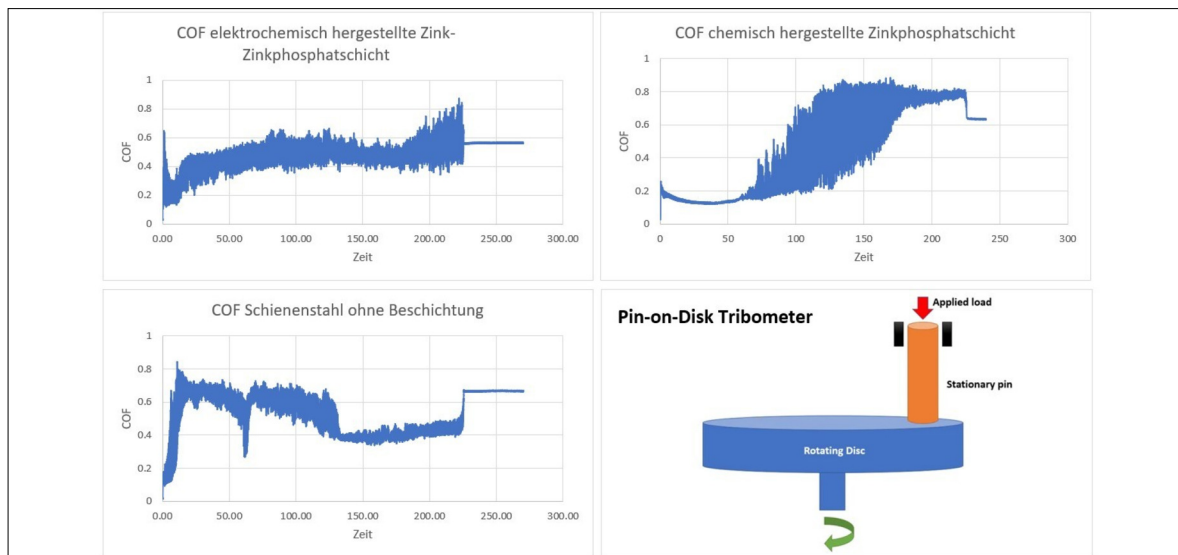 COF elektrochemisch hergestellte Zink-
Zinkphosphatschicht
1
0.8
0.6
0.4
0.2
0
COF
0.00 50.00 100.00 150.00 200.00 250.00 300.00
Zeit
COF chemisch hergestellte Zinkphosphatschicht
1
0.8
0.6
0.4
0.2
0
COF
0 50 100 150 200 250 300
Zeit
COF Schienenstahl ohne Beschichtung
1
0.8
0.6
0.4
0.2
0
COF
0.00 50.00 100.00 150.00 200.00 250.00 300.00
Zeit
Pin-on-Disk Tribometer
Applied load
Stationary pin
Rotating Disc